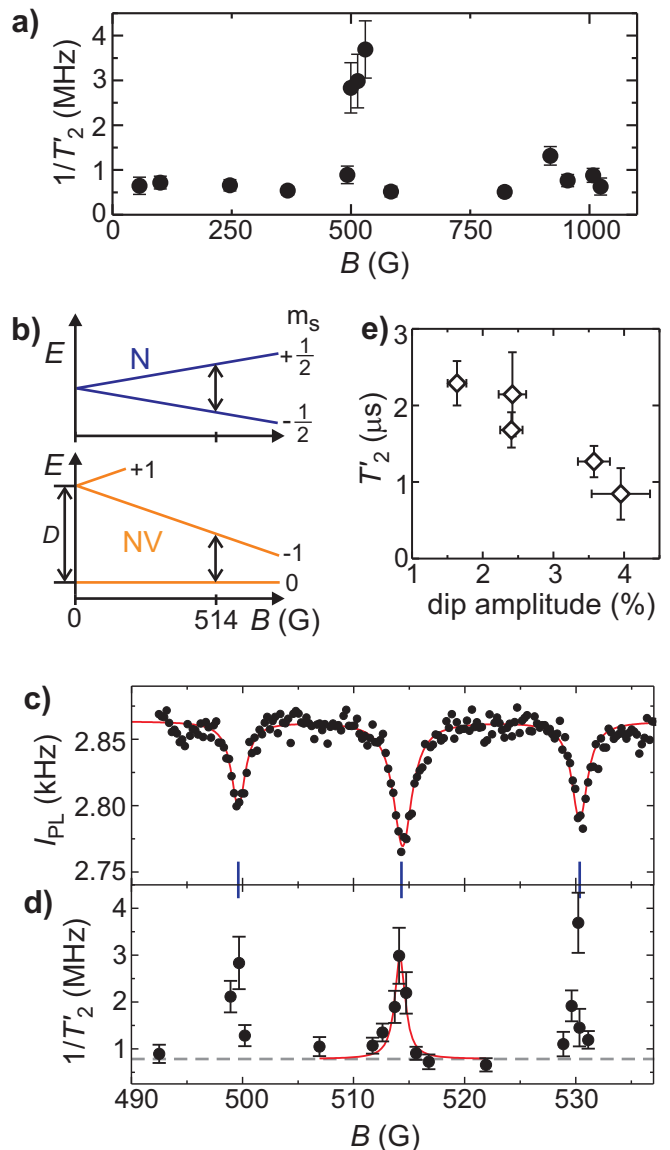 a)
1/T'₂ (MHz)
4
3
2
1
0
0
250
500
750
1000
B (G)
b)
E
N
mₛ
+1/2
-1/2
E
+1
D
NV
-1
0
0
514
B (G)
e)
T'₂ (μs)
3
2
1
1
2
3
4
dip amplitude (%)
c)
I_PL (kHz)
2.85
2.80
2.75
d)
1/T'₂ (MHz)
4
3
2
1
490
500
510
520
530
B (G)